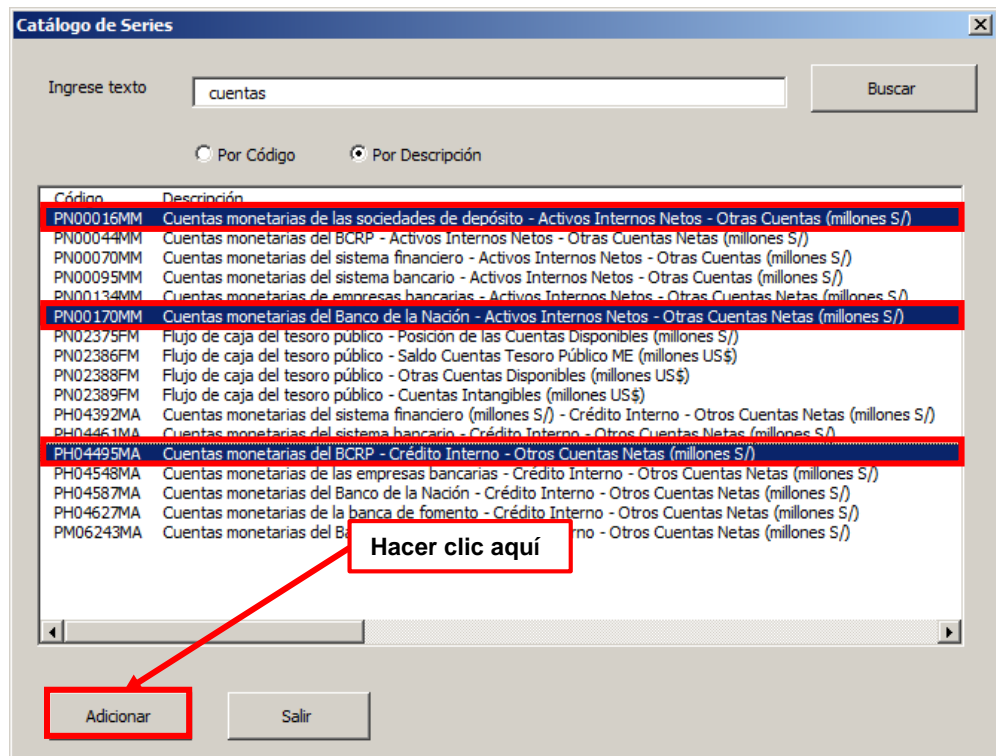 Catálogo de Series
Ingrese texto cuentas Buscar
Por Código Por Descripción
Código Descripción
PN00016MM Cuentas monetarias de las sociedades de depósito - Activos Internos Netos - Otras Cuentas (millones S/)
PN00044MM Cuentas monetarias del BCRP - Activos Internos Netos - Otras Cuentas Netas (millones S/)
PN00070MM Cuentas monetarias del sistema financiero - Activos Internos Netos - Otras Cuentas (millones S/)
PN00095MM Cuentas monetarias del sistema bancario - Activos Internos Netos - Otras Cuentas (millones S/)
PN00134MM Cuentas monetarias de empresas bancarias - Activos Internos Netos - Otras Cuentas Netas (millones S/)
PN00170MM Cuentas monetarias del Banco de la Nación - Activos Internos Netos - Otras Cuentas Netas (millones S/)
PN02375FM Flujo de caja del tesoro público - Posición de las Cuentas Disponibles (millones S/)
PN02386FM Flujo de caja del tesoro público - Saldo Cuentas Tesoro Público ME (millones US$)
PN02388FM Flujo de caja del tesoro público - Otras Cuentas Disponibles (millones US$)
PN02389FM Flujo de caja del tesoro público - Cuentas Intangibles (millones US$)
PH04392MA Cuentas monetarias del sistema financiero (millones S/) - Crédito Interno - Otros Cuentas Netas (millones S/)
PH04461MA Cuentas monetarias del sistema bancario - Crédito Interno - Otros Cuentas Netas (millones S/)
PH04495MA Cuentas monetarias del BCRP - Crédito Interno - Otros Cuentas Netas (millones S/)
PH04548MA Cuentas monetarias de las empresas bancarias - Crédito Interno - Otros Cuentas Netas (millones S/)
PH04587MA Cuentas monetarias del Banco de la Nación - Crédito Interno - Otros Cuentas Netas (millones S/)
PH04627MA Cuentas monetarias de la banca de fomento - Crédito Interno - Otros Cuentas Netas (millones S/)
PM06243MA Cuentas monetarias del - Otros Cuentas Netas (millones S/)
Hacer clic aquí
Adicionar Salir